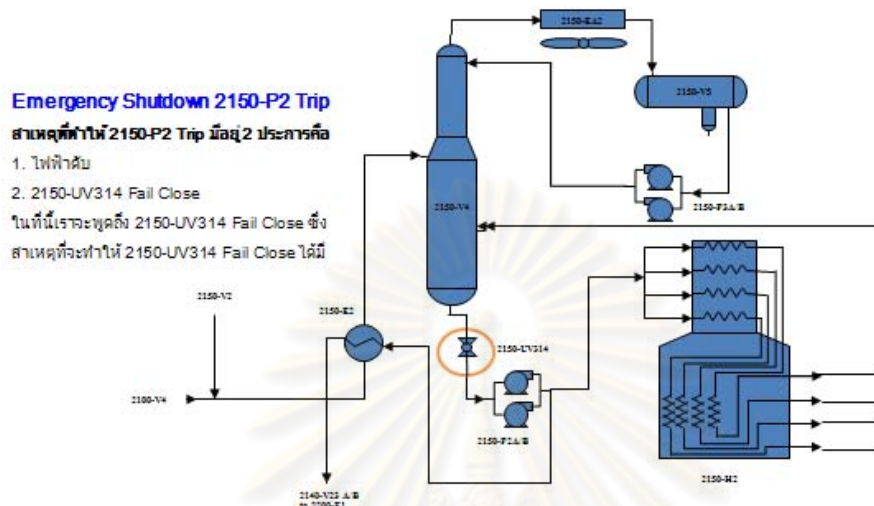 Emergency Shutdown 2150-P2 Trip
สาเหตุที่ทำให้ 2150-P2 Trip มีอยู่ 2 ประการคือ
1. ไฟฟ้าดับ
2. 2150-UV314 Fail Close
ในที่นี้เราจะพูดถึง 2150-UV314 Fail Close ซึ่ง
สาเหตุที่จะทำให้ 2150-UV314 Fail Close ได้มี
2150-EA2
2150-V5
2150-P3A/B
2150-V4
2150-V2
2150-E2
2150-UV314
2100-V4
2150-P2A/B
2150-H2
2140-V23 A/B